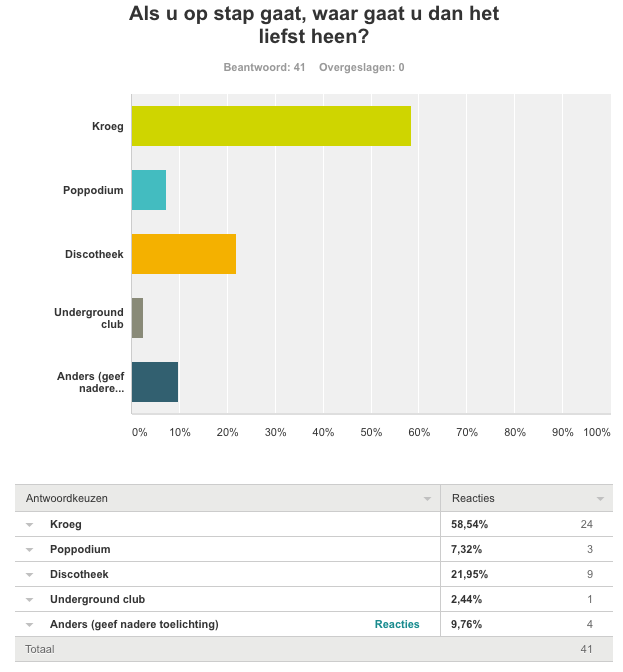 Als u op stap gaat, waar gaat u dan het
liefst heen?
Beantwoord: 41 Overgeslagen: 0
Kroeg
Poppodium
Discotheek
Underground
club
Anders (geef
nadere...
0% 10% 20% 30% 40% 50% 60% 70% 80% 90% 100%
Antwoordkeuzen Reacties
Kroeg 58,54% 24
Poppodium 7,32% 3
Discotheek 21,95% 9
Underground club 2,44% 1
Anders (geef nadere toelichting) Reacties 9,76% 4
Totaal 41